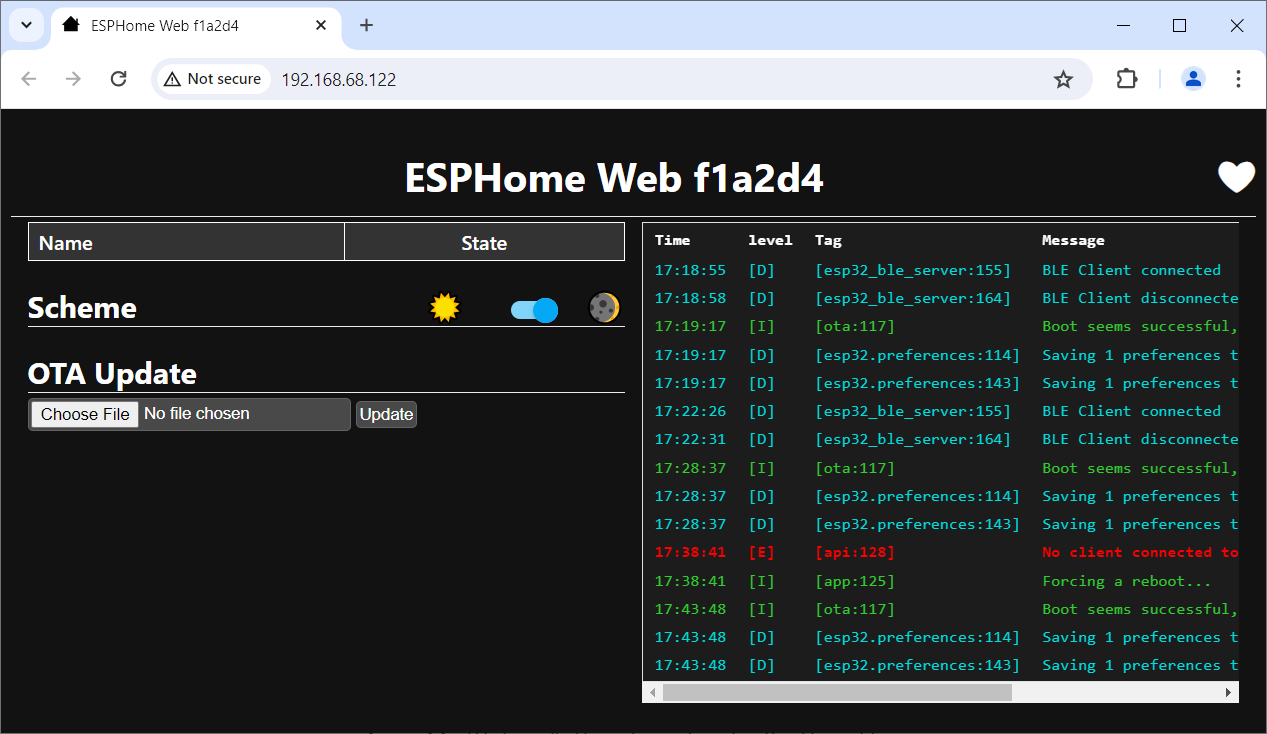 ESPHome Web f1a2d4
Not secure 192.168.68.122
ESPHome Web f1a2d4
Name State
Scheme
OTA Update
Choose File No file chosen Update
Time level Tag Message
17:18:55 [D] [esp32_ble_server:155] BLE Client connected
17:18:58 [D] [esp32_ble_server:164] BLE Client disconnecte
17:19:17 [I] [ota:117] Boot seems successful,
17:19:17 [D] [esp32.preferences:114] Saving 1 preferences t
17:19:17 [D] [esp32.preferences:143] Saving 1 preferences t
17:22:26 [D] [esp32_ble_server:155] BLE Client connected
17:22:31 [D] [esp32_ble_server:164] BLE Client disconnecte
17:28:37 [I] [ota:117] Boot seems successful,
17:28:37 [D] [esp32.preferences:114] Saving 1 preferences t
17:28:37 [D] [esp32.preferences:143] Saving 1 preferences t
17:38:41 [E] [api:128] No client connected to
17:38:41 [I] [app:125] Forcing a reboot...
17:43:48 [I] [ota:117] Boot seems successful,
17:43:48 [D] [esp32.preferences:114] Saving 1 preferences t
17:43:48 [D] [esp32.preferences:143] Saving 1 preferences t